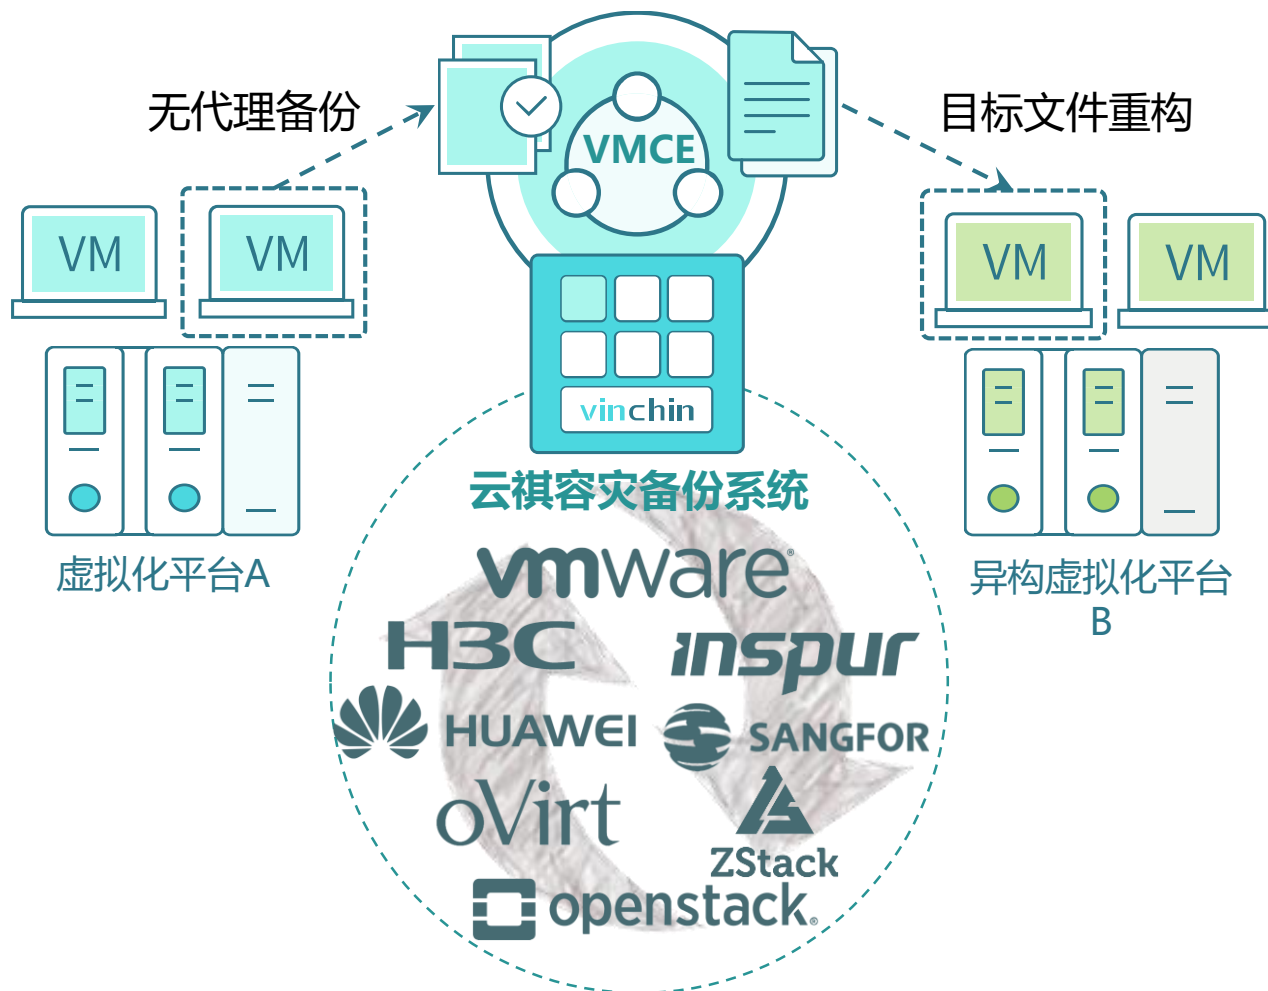 无代理备份
目标文件重构
VMCE
VM
VM
VM
VM
vinchin
云祺容灾备份系统
虚拟化平台A
异构虚拟化平台
B
vmware®
H3C
inspur
HUAWEI
SANGFOR
oVirt
ZStack
openstack®